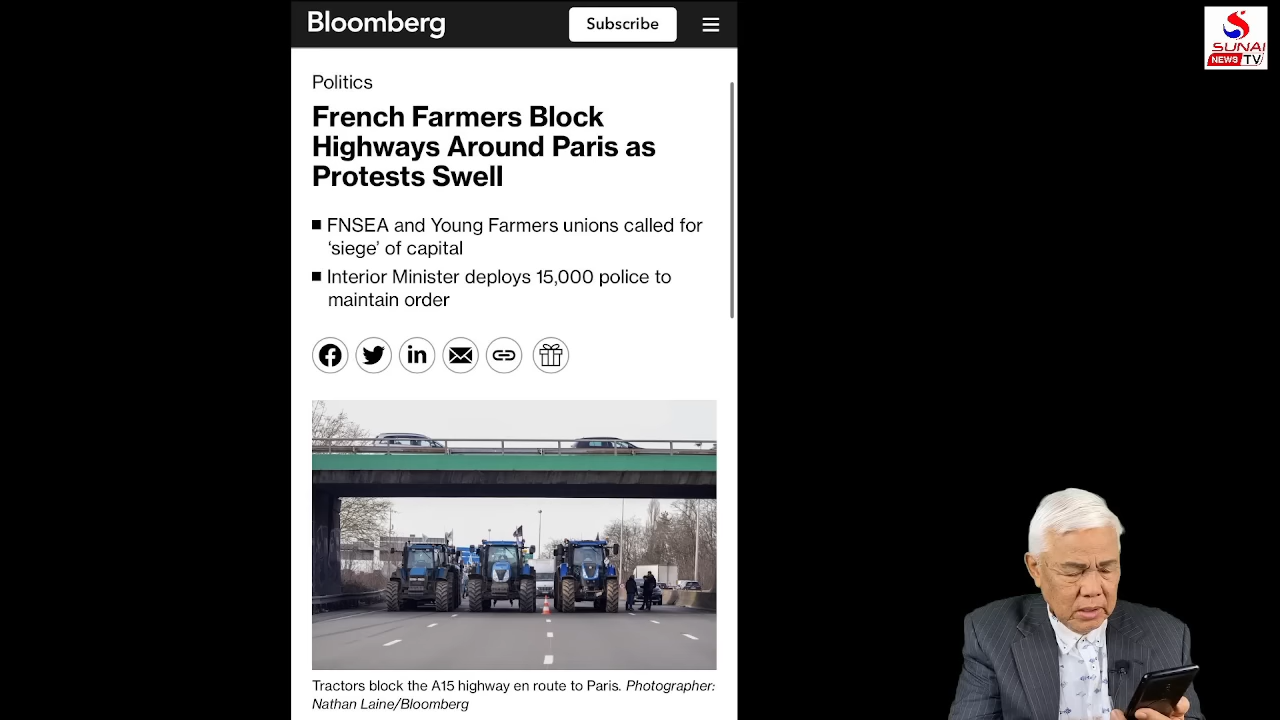 Bloomberg
Subscribe
SUNAI
NEWS TV
Politics
French Farmers Block
Highways Around Paris as
Protests Swell
FNSEA and Young Farmers unions called for
‘siege’ of capital
Interior Minister deploys 15,000 police to
maintain order
Tractors block the A15 highway en route to Paris. Photographer:
Nathan Laine/Bloomberg